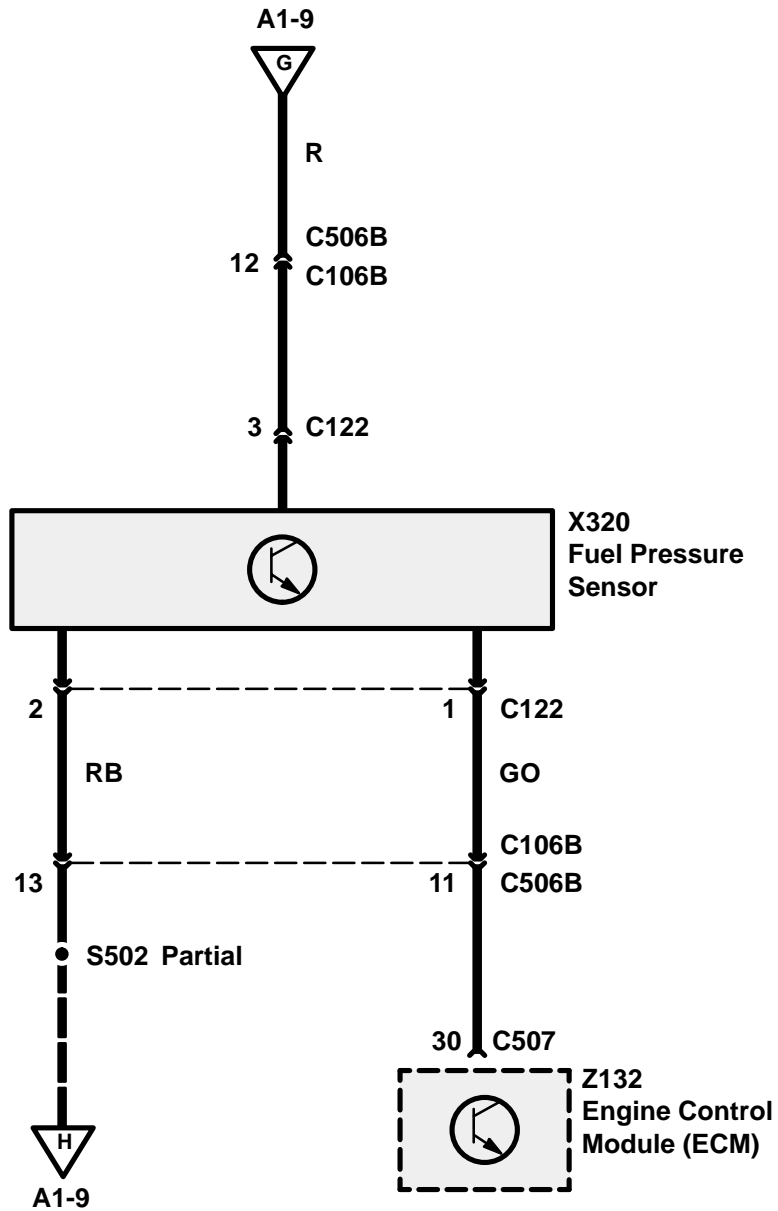 A1-9
G
R
C506B
12
C106B
3 C122
X320
Fuel Pressure
Sensor
2
1 C122
RB
GO
C106B
13
11 C506B
S502 Partial
30 C507
Z132
Engine Control
Module (ECM)
H
A1-9